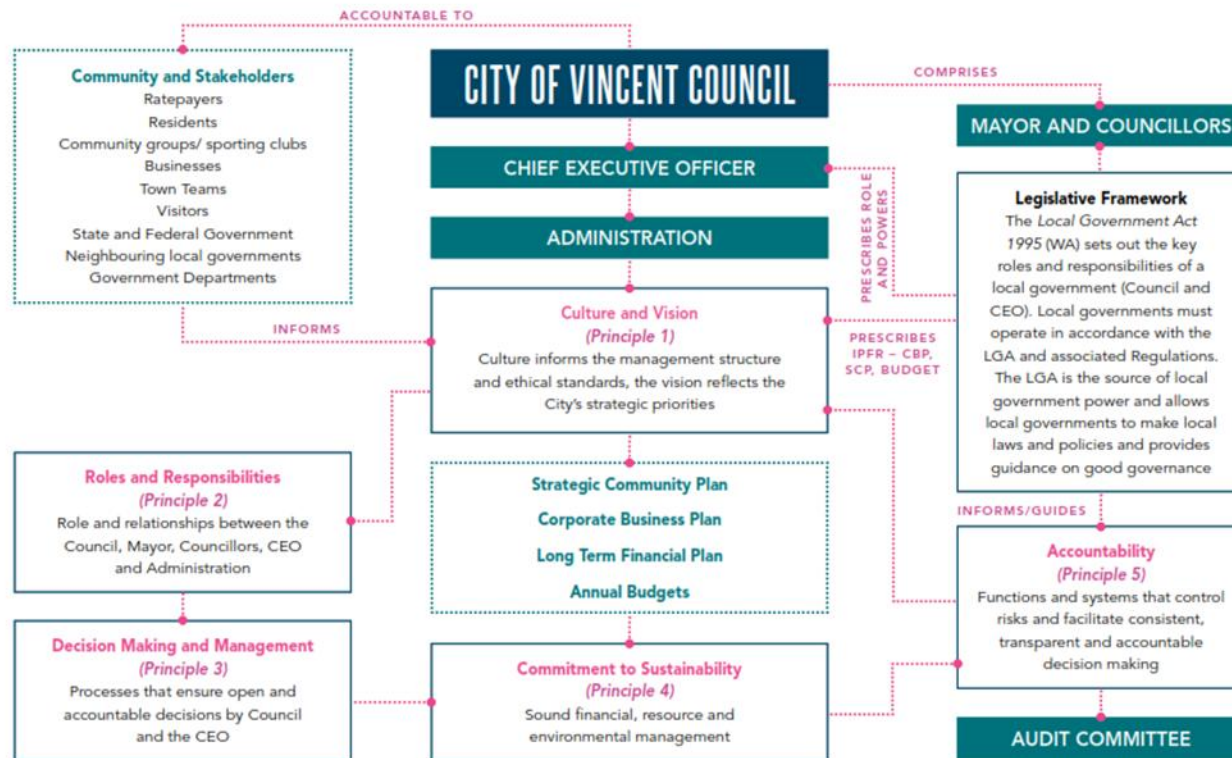 ACCOUNTABLE TO
Community and Stakeholders
Ratepayers
Residents
Community groups/ sporting clubs
Businesses
Town Teams
Visitors
State and Federal Government
Neighbouring local governments
Government Departments
CITY OF VINCENT COUNCIL
COMPRISES
MAYOR AND COUNCILLORS
CHIEF EXECUTIVE OFFICER
ADMINISTRATION
PRESCRIBES ROLE
AND POWERS
Legislative Framework
The Local Government Act
1995 (WA) sets out the key
roles and responsibilities of a
local government (Council and
CEO). Local governments must
operate in accordance with the
LGA and associated Regulations.
The LGA is the source of local
government power and allows
local governments to make local
laws and policies and provides
guidance on good governance
INFORMS
Culture and Vision
(Principle 1)
Culture informs the management structure
and ethical standards, the vision reflects the
City's strategic priorities
PRESCRIBES
IPFR – CBP,
SCP, BUDGET
Roles and Responsibilities
(Principle 2)
Role and relationships between the
Council, Mayor, Councillors, CEO
and Administration
Strategic Community Plan
Corporate Business Plan
Long Term Financial Plan
Annual Budgets
INFORMS/GUIDES
Accountability
(Principle 5)
Functions and systems that control
risks and facilitate consistent,
transparent and accountable
decision making
Decision Making and Management
(Principle 3)
Processes that ensure open and
accountable decisions by Council
and the CEO
Commitment to Sustainability
(Principle 4)
Sound financial, resource and
environmental management
AUDIT COMMITTEE